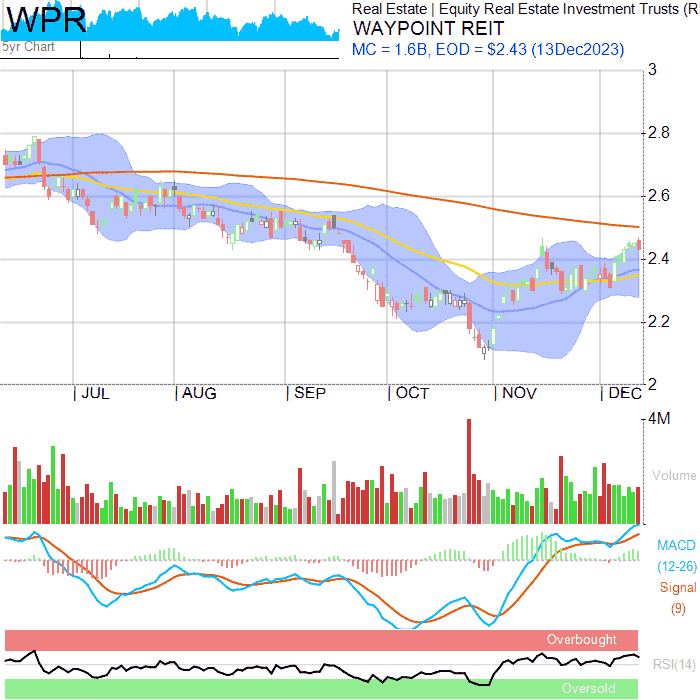 WPR
Real Estate | Equity Real Estate Investment Trusts (R
WAYPOINT REIT
5yr Chart
MC = 1.6B, EOD = $2.43 (13Dec2023)
3
2.8
2.6
2.4
2.2
2
| JUL
| AUG
| SEP
| OCT
| NOV
| DEC
4M
Volume
MACD
(12-26)
Signal
(9)
Overbought
RSI(14)
Oversold